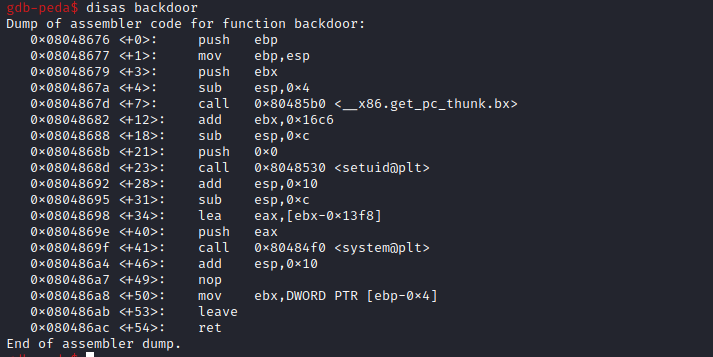 gdb-peda$ disas backdoor
Dump of assembler code for function backdoor:
   0x08048676 <+0>:	push   ebp
   0x08048677 <+1>:	mov    ebp,esp
   0x08048679 <+3>:	push   ebx
   0x0804867a <+4>:	sub    esp,0x4
   0x0804867d <+7>:	call   0x80485b0 <__x86.get_pc_thunk.bx>
   0x08048682 <+12>:	add    ebx,0x16c6
   0x08048688 <+18>:	sub    esp,0xc
   0x0804868b <+21>:	push   0x0
   0x0804868d <+23>:	call   0x8048530 <setuid@plt>
   0x08048692 <+28>:	add    esp,0x10
   0x08048695 <+31>:	sub    esp,0xc
   0x08048698 <+34>:	lea    eax,[ebx-0x13f8]
   0x0804869e <+40>:	push   eax
   0x0804869f <+41>:	call   0x80484f0 <system@plt>
   0x080486a4 <+46>:	add    esp,0x10
   0x080486a7 <+49>:	nop
   0x080486a8 <+50>:	mov    ebx,DWORD PTR [ebp-0x4]
   0x080486ab <+53>:	leave
   0x080486ac <+54>:	ret
End of assembler dump.
gdb-peda$